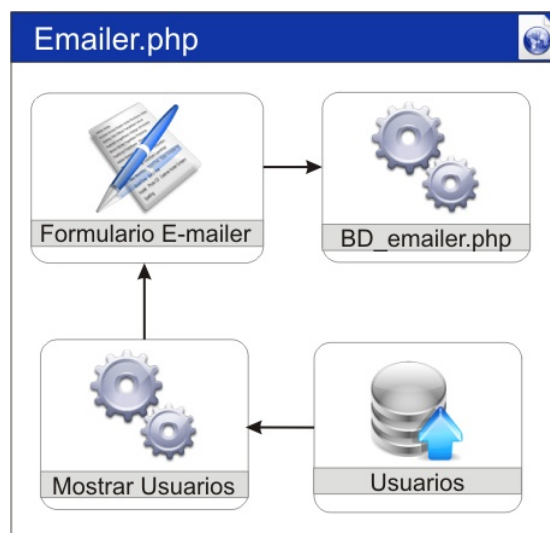 Emailer.php
Formulario E-mailer
BD_emailer.php
Mostrar Usuarios
Usuarios